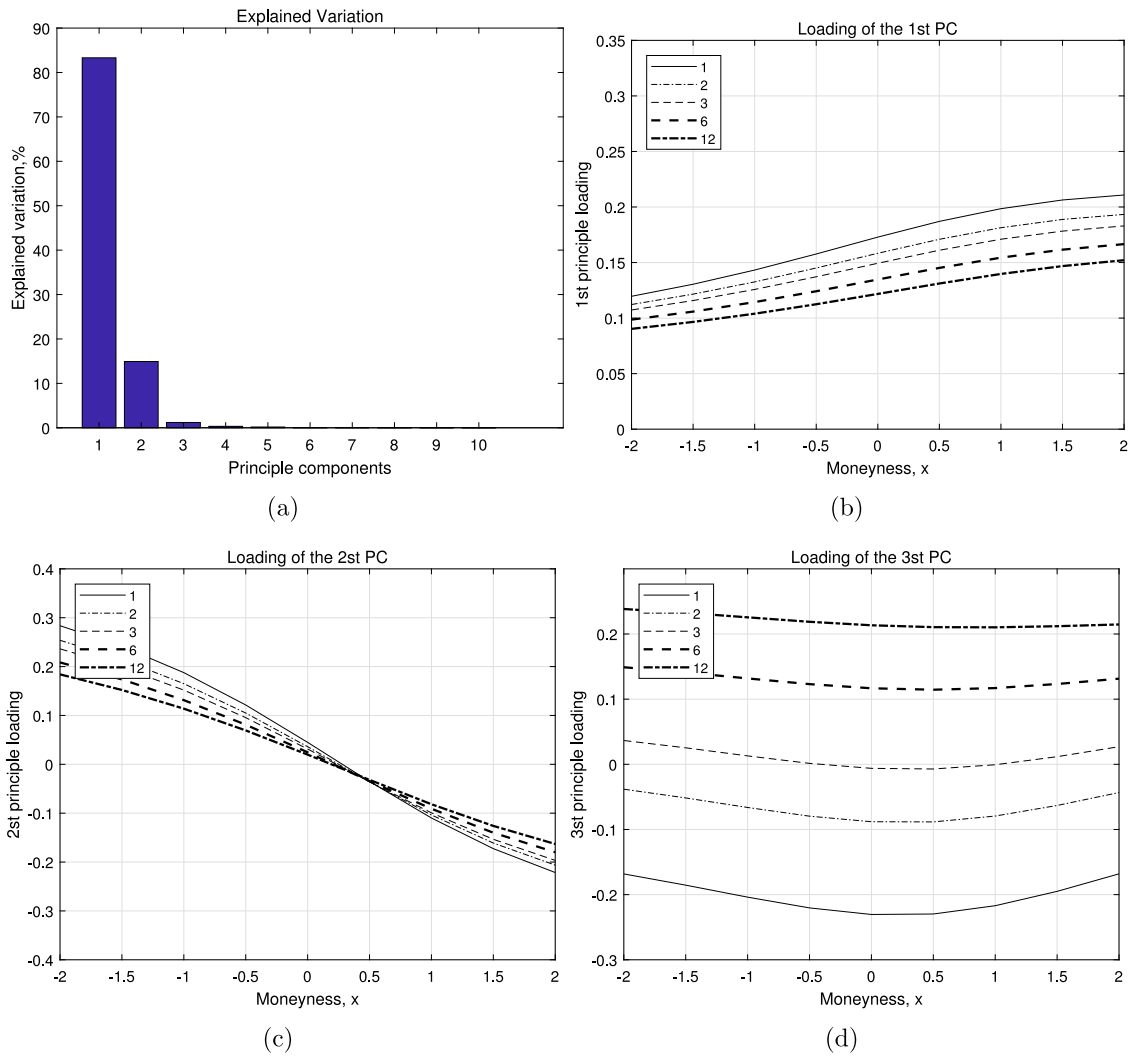 Explained Variation
90
80
70
60
50
40
30
20
10
0
Explained variation,%
1 2 3 4 5 6 7 8 9 10
Principle components
(a)
Loading of the 1st PC
0.35
0.3
0.25
0.2
0.15
0.1
0.05
0
1st principle loading
1
2
3
6
12
-2 -1.5 -1 -0.5 0 0.5 1 1.5 2
Moneyness, x
(b)
Loading of the 2st PC
0.4
0.3
0.2
0.1
0
-0.1
-0.2
-0.3
-0.4
2st principle loading
1
2
3
6
12
-2 -1.5 -1 -0.5 0 0.5 1 1.5 2
Moneyness, x
(c)
Loading of the 3st PC
0.2
0.1
0
-0.1
-0.2
-0.3
3st principle loading
1
2
3
6
12
-2 -1.5 -1 -0.5 0 0.5 1 1.5 2
Moneyness, x
(d)